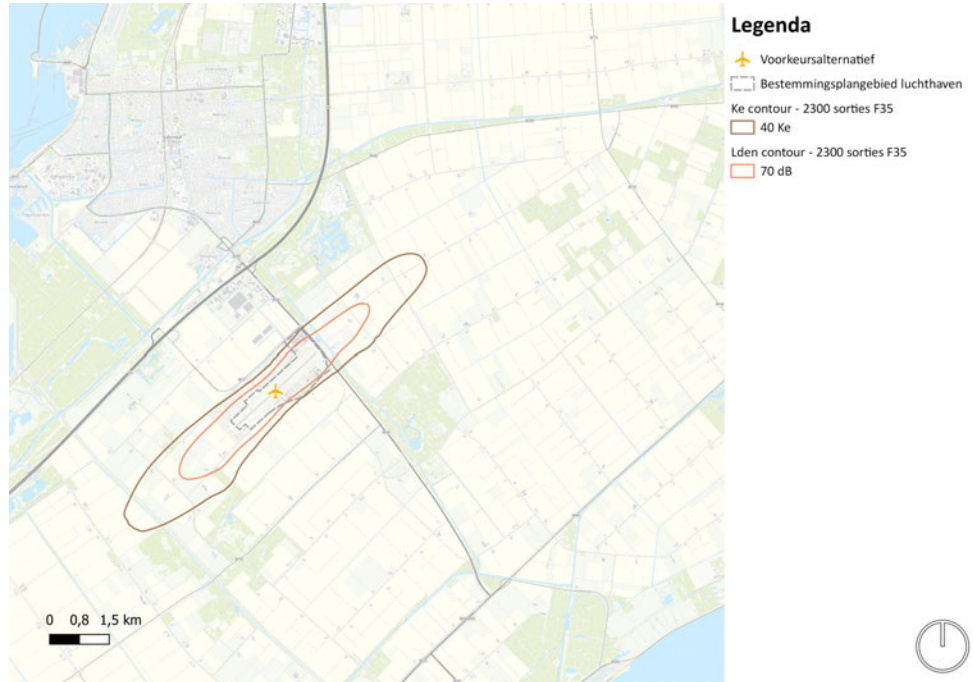 Legenda
Voorkeursalternatief
Bestemmingsplangebied luchthaven
Ke contour - 2300 sorties F35
40 Ke
Lden contour - 2300 sorties F35
70 dB
0 0,8 1,5 km